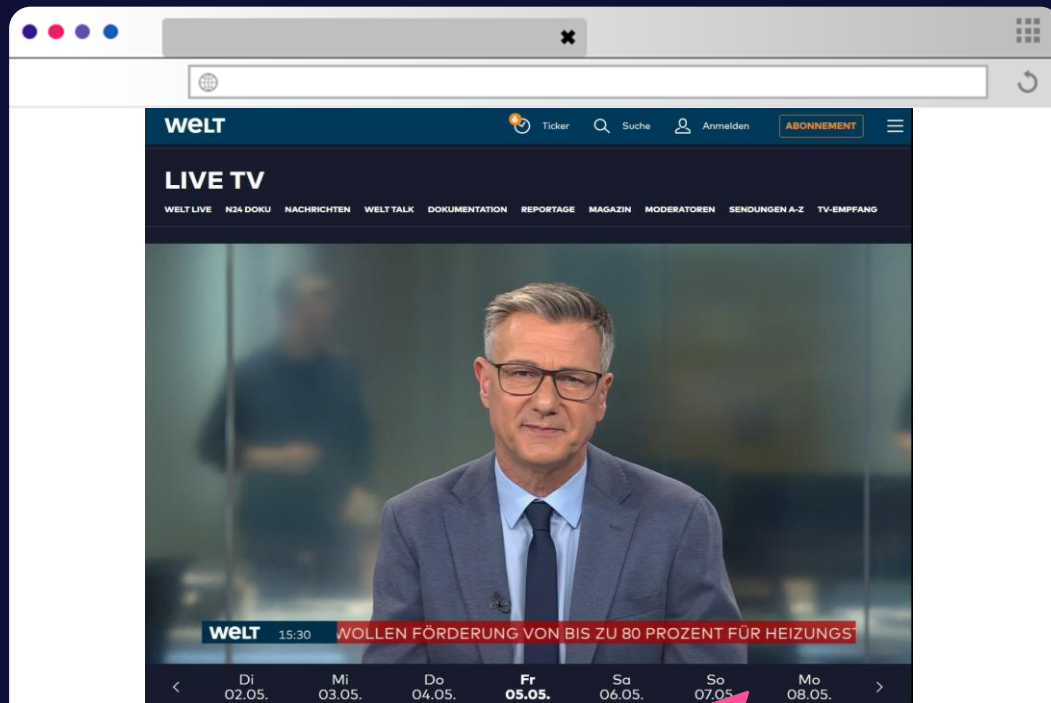 WELT
6 Ticker Suche Anmelden ABONNEMENT
LIVE TV
WELT LIVE N24 DOKU NACHRICHTEN WELT TALK DOKUMENTATION REPORTAGE MAGAZIN MODERATOREN SENDUNGEN A-Z TV-EMPFANG
WELT 15:30 WOLLEN FÖRDERUNG VON BIS ZU 80 PROZENT FÜR HEIZUNGS
Di Mi Do Fr Sa So Mo
02.05. 03.05. 04.05. 05.05. 06.05. 07.05. 08.05.